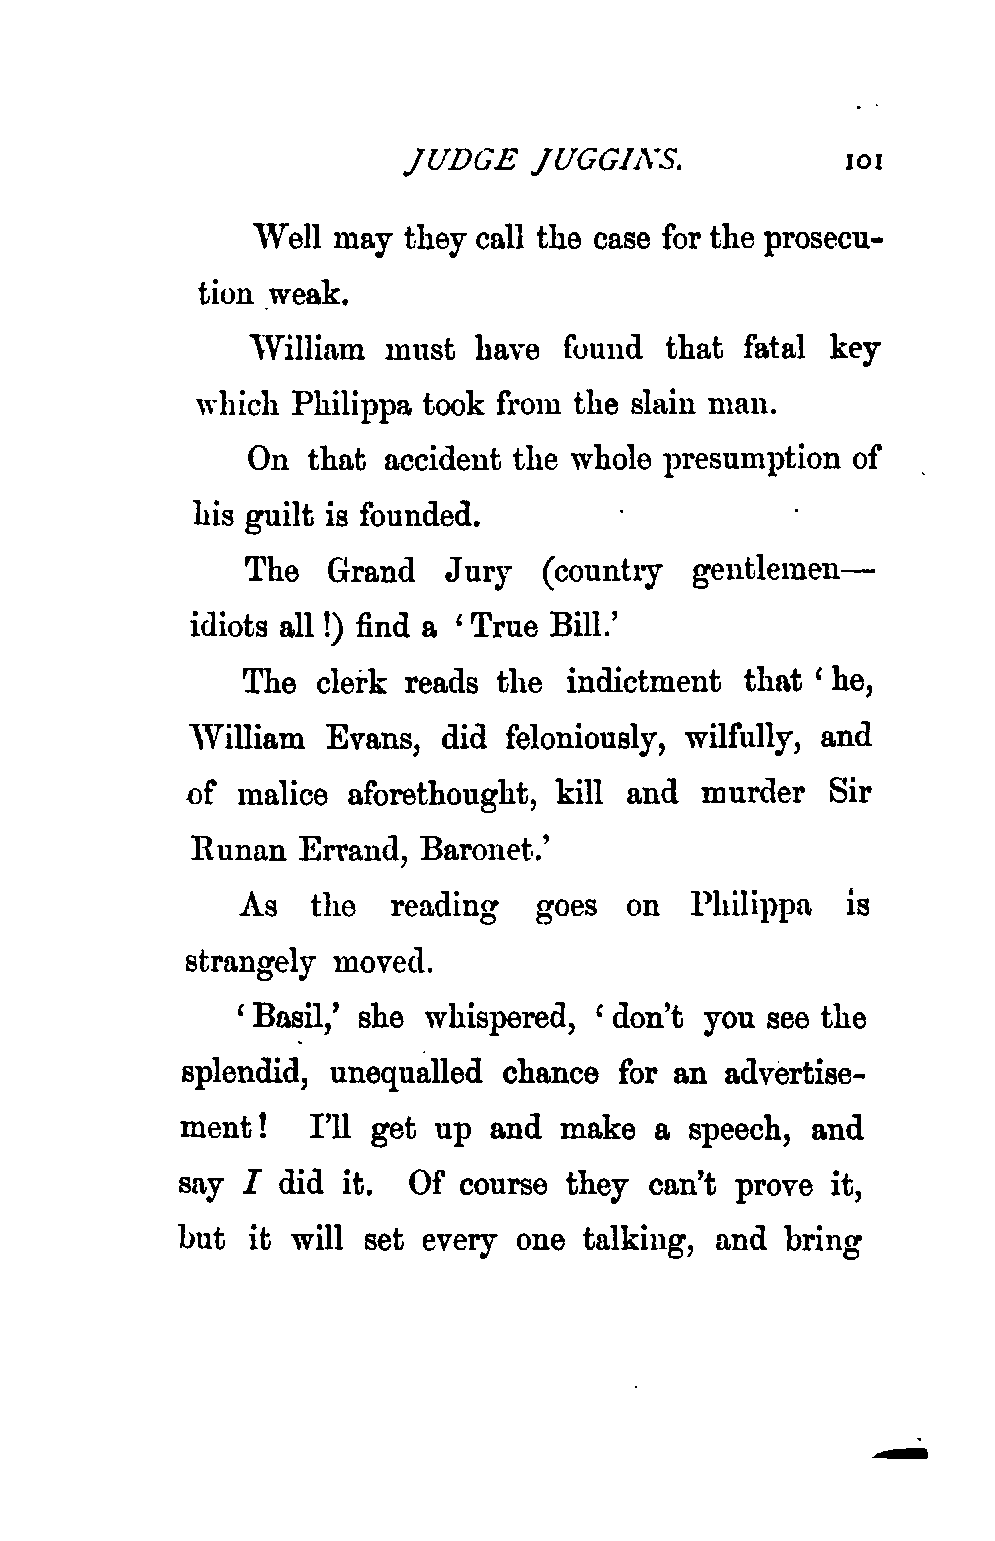 JUDGE JUGGINS. 101
Well may they call the case for the prosecu-
tion weak.
William must have found that fatal key
which Philippa took from the slain man.
On that accident the whole presumption of
his guilt is founded.
The Grand Jury (country gentlemen—
idiots all!) find a ‘True Bill.’
The clerk reads the indictment that ‘he,
William Evans, did feloniously, wilfully, and
of malice aforethought, kill and murder Sir
Runan Errand, Baronet.’
As the reading goes on Philippa is
strangely moved.
‘Basil,’ she whispered, ‘don’t you see the
splendid, unequalled chance for an advertise-
ment! I’ll get up and make a speech, and
say I did it. Of course they can’t prove it,
but it will set every one talking, and bring